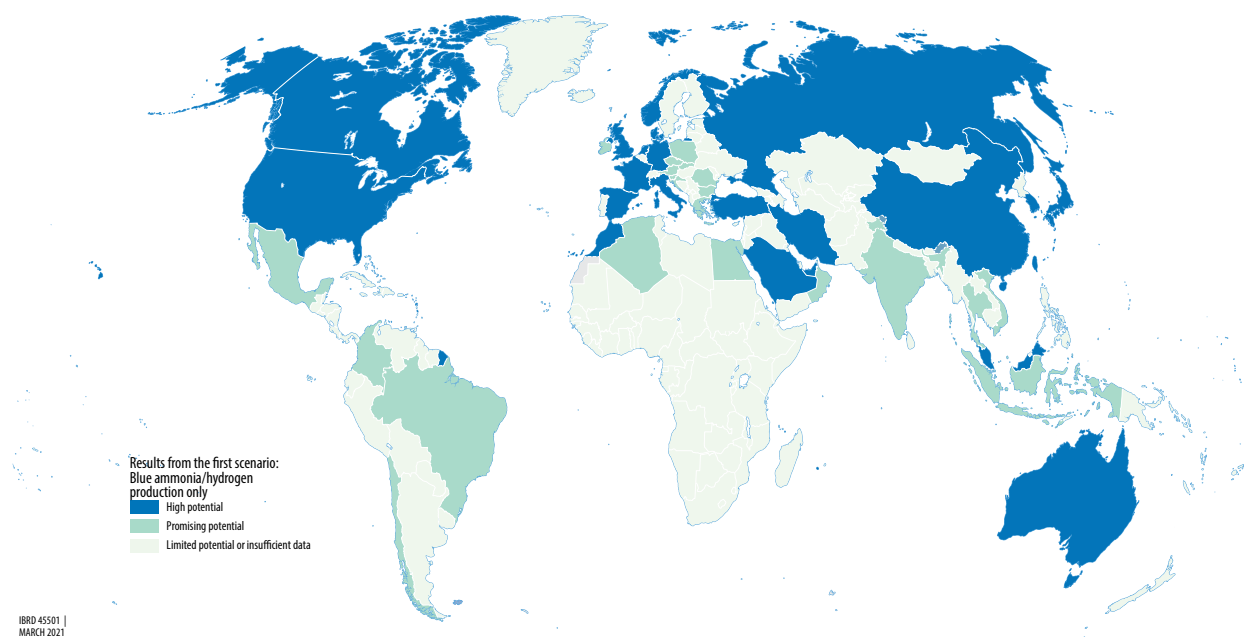 Results from the first scenario:
Blue ammonia/hydrogen
production only
High potential
Promising potential
Limited potential or insufficient data
IBRD 45501 |
MARCH 2021